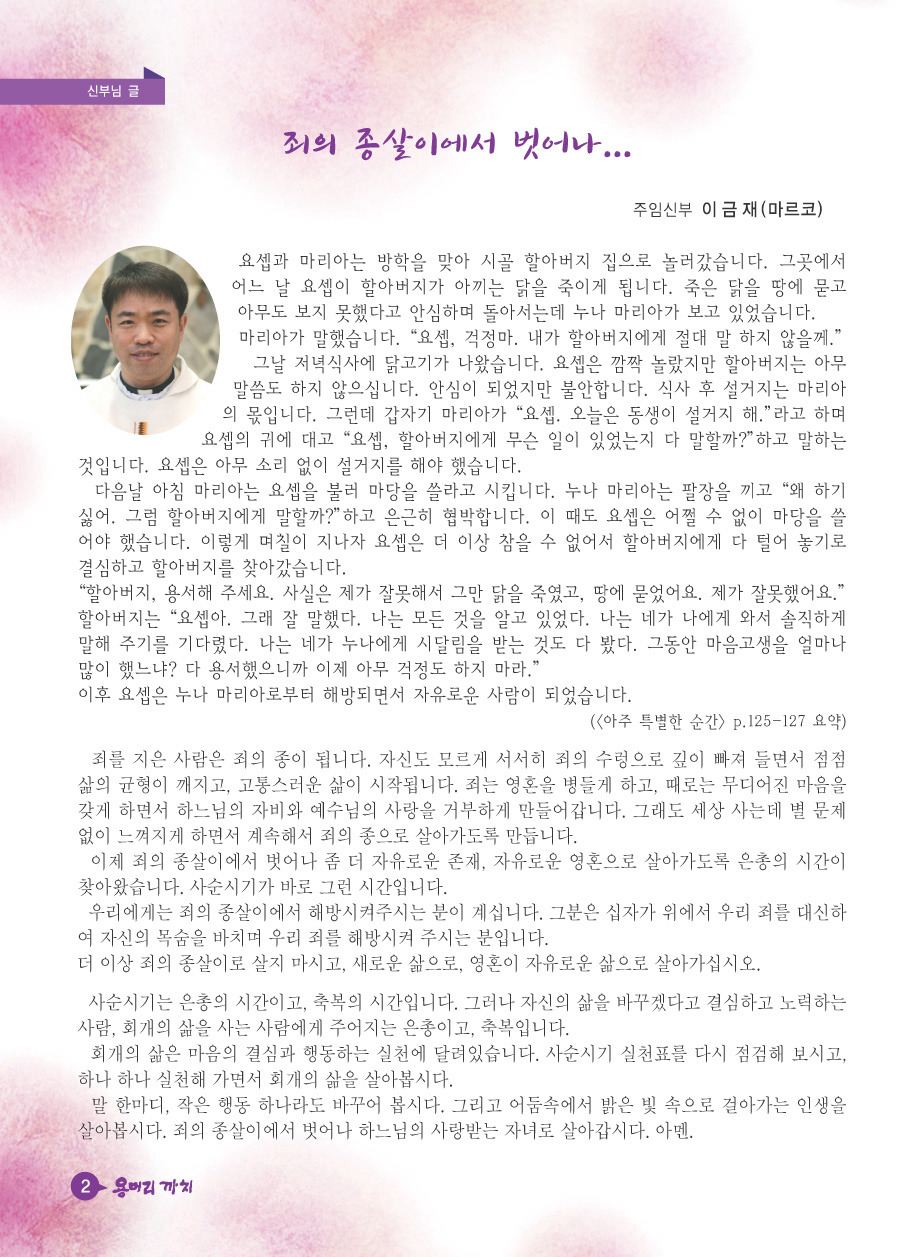 신부님 글
죄의 종살이에서 벗어나...
주임신부 이 금 재(마르코)
요셉과 마리아는 방학을 맞아 시골 할아버지 집으로 놀러갔습니다. 그곳에서
어느 날 요셉이 할아버지가 아끼는 닭을 죽이게 됩니다. 죽은 닭을 땅에 묻고
아무도 보지 못했다고 안심하며 돌아서는데 누나 마리아가 보고 있었습니다.
마리아가 말했습니다. “요셉, 걱정마. 내가 할아버지에게 절대 말 하지 않을께.”
그날 저녁식사에 닭고기가 나왔습니다. 요셉은 깜짝 놀랐지만 할아버지는 아무
말씀도 하지 않으십니다. 안심이 되었지만 불안합니다. 식사 후 설거지는 마리아
의 몫입니다. 그런데 갑자기 마리아가 “요셉. 오늘은 동생이 설거지 해.”라고 하며
요셉의 귀에 대고 “요셉, 할아버지에게 무슨 일이 있었는지 다 말할까?”하고 말하는
것입니다. 요셉은 아무 소리 없이 설거지를 해야 했습니다.
다음날 아침 마리아는 요셉을 불러 마당을 쓸라고 시킵니다. 누나 마리아는 팔장을 끼고 “왜 하기
싫어. 그럼 할아버지에게 말할까?”하고 은근히 협박합니다. 이 때도 요셉은 어쩔 수 없이 마당을 쓸
어야 했습니다. 이렇게 며칠이 지나자 요셉은 더 이상 참을 수 없어서 할아버지에게 다 털어 놓기로
결심하고 할아버지를 찾아갔습니다.
“할아버지, 용서해 주세요. 사실은 제가 잘못해서 그만 닭을 죽였고, 땅에 묻었어요. 제가 잘못했어요.”
할아버지는 “요셉아. 그래 잘 말했다. 나는 모든 것을 알고 있었다. 나는 네가 나에게 와서 솔직하게
말해 주기를 기다렸다. 나는 네가 누나에게 시달림을 받는 것도 다 봤다. 그동안 마음고생을 얼마나
많이 했느냐? 다 용서했으니까 이제 아무 걱정도 하지 마라.”
이후 요셉은 누나 마리아로부터 해방되면서 자유로운 사람이 되었습니다.
(〈아주 특별한 순간〉 p.125-127 요약)
죄를 지은 사람은 죄의 종이 됩니다. 자신도 모르게 서서히 죄의 수렁으로 깊이 빠져 들면서 점점
삶의 균형이 깨지고, 고통스러운 삶이 시작됩니다. 죄는 영혼을 병들게 하고, 때로는 무디어진 마음을
갖게 하면서 하느님의 자비와 예수님의 사랑을 거부하게 만들어갑니다. 그래도 세상 사는데 별 문제
없이 느껴지게 하면서 계속해서 죄의 종으로 살아가도록 만듭니다.
이제 죄의 종살이에서 벗어나 좀 더 자유로운 존재, 자유로운 영혼으로 살아가도록 은총의 시간이
찾아왔습니다. 사순시기가 바로 그런 시간입니다.
우리에게는 죄의 종살이에서 해방시켜주시는 분이 계십니다. 그분은 십자가 위에서 우리 죄를 대신하
여 자신의 목숨을 바치며 우리 죄를 해방시켜 주시는 분입니다.
더 이상 죄의 종살이로 살지 마시고, 새로운 삶으로, 영혼이 자유로운 삶으로 살아가십시오.
사순시기는 은총의 시간이고, 축복의 시간입니다. 그러나 자신의 삶을 바꾸겠다고 결심하고 노력하는
사람, 회개의 삶을 사는 사람에게 주어지는 은총이고, 축복입니다.
회개의 삶은 마음의 결심과 행동하는 실천에 달려있습니다. 사순시기 실천표를 다시 점검해 보시고,
하나 하나 실천해 가면서 회개의 삶을 살아봅시다.
말 한마디, 작은 행동 하나라도 바꾸어 봅시다. 그리고 어둠속에서 밝은 빛 속으로 걸어가는 인생을
살아봅시다. 죄의 종살이에서 벗어나 하느님의 사랑받는 자녀로 살아갑시다. 아멘.
2 용머리 까치